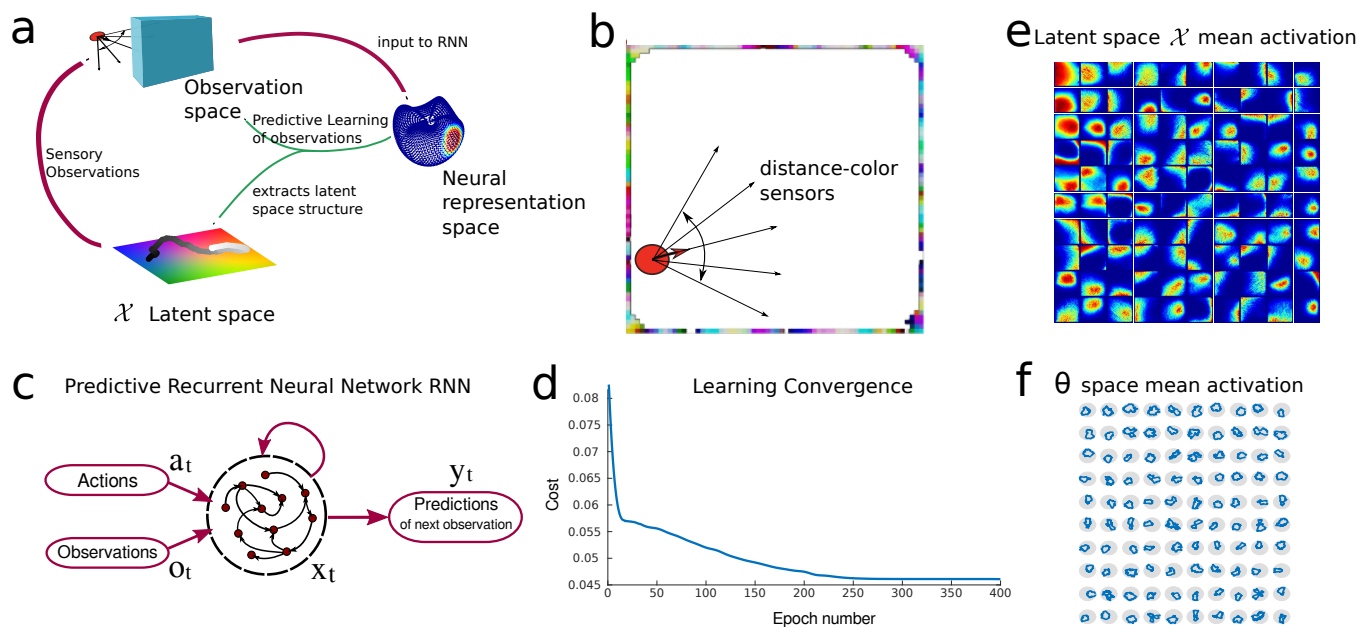 a
input to RNN
Observation
space
Predictive Learning
of observations
Sensory
Observations
extracts latent
space structure
Neural
representation
space
𝒳 Latent space
b
distance-color
sensors
e
Latent space 𝒳 mean activation
c
Predictive Recurrent Neural Network RNN
Actions
a_t
Observations
o_t
x_t
y_t
Predictions
of next observation
d
Learning Convergence
Cost
0.08
0.075
0.07
0.065
0.06
0.055
0.05
0.045
0
50
100
150
200
250
300
350
400
Epoch number
f
θ space mean activation